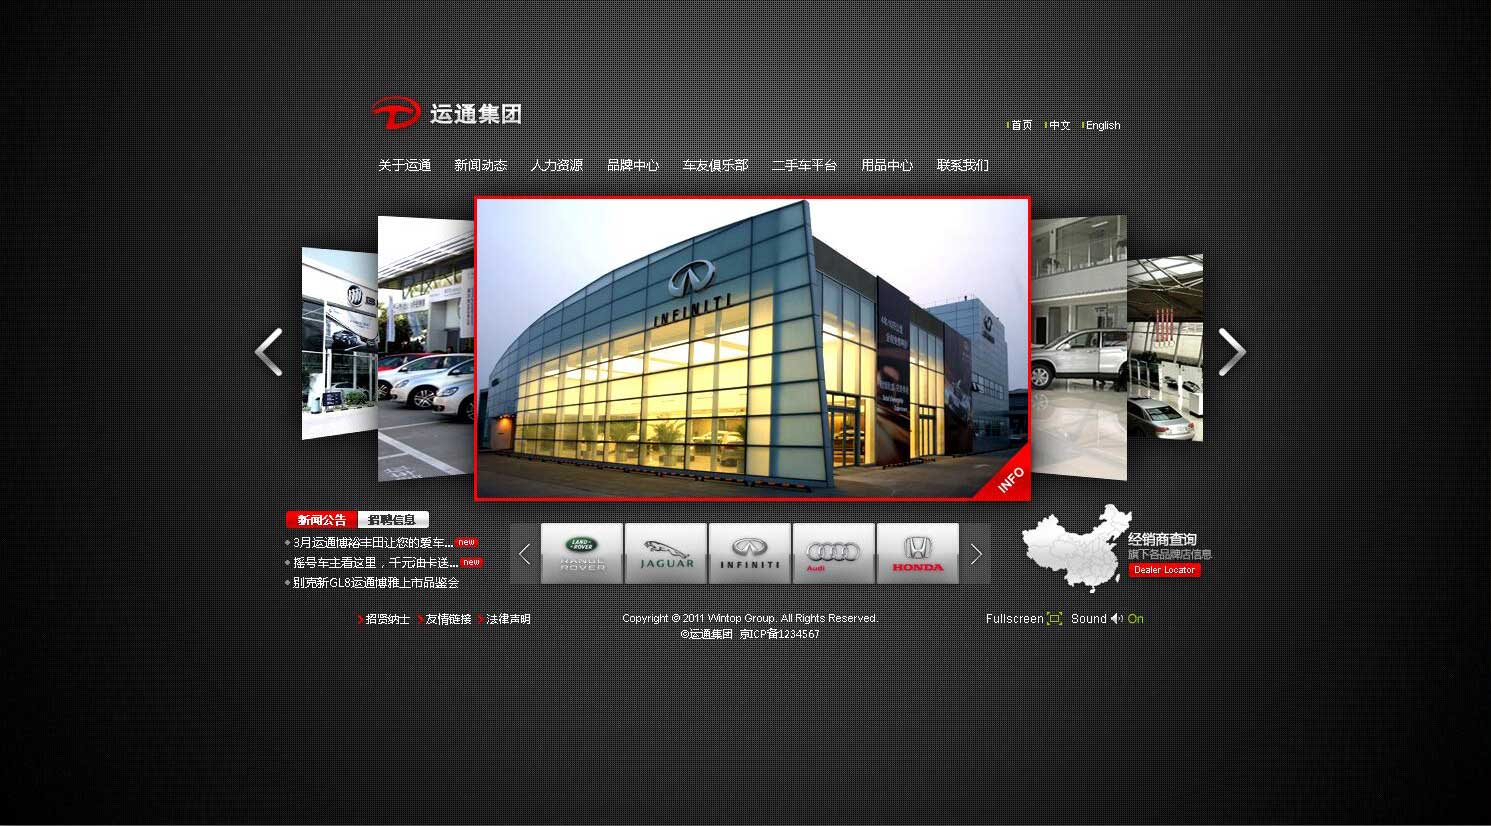 运通集团
首页 中文 English
关于运通 新闻动态 人力资源 品牌中心 车友俱乐部 二手车平台 用品中心 联系我们
INFINITI
INFO
新闻公告 招聘信息
3月运通博裕丰田让您的爱车... new
摇号车主看这里，千元油卡送... new
别克新GL8运通博雅上市品鉴会
LAND ROVER
RANGE ROVER
JAGUAR
INFINITI
Audi
HONDA
经销商查询
旗下各品牌店信息
Dealer Locator
招贤纳士 友情链接 法律声明
Copyright © 2011 Wintop Group. All Rights Reserved.
©运通集团 京ICP备1234567
Fullscreen Sound On